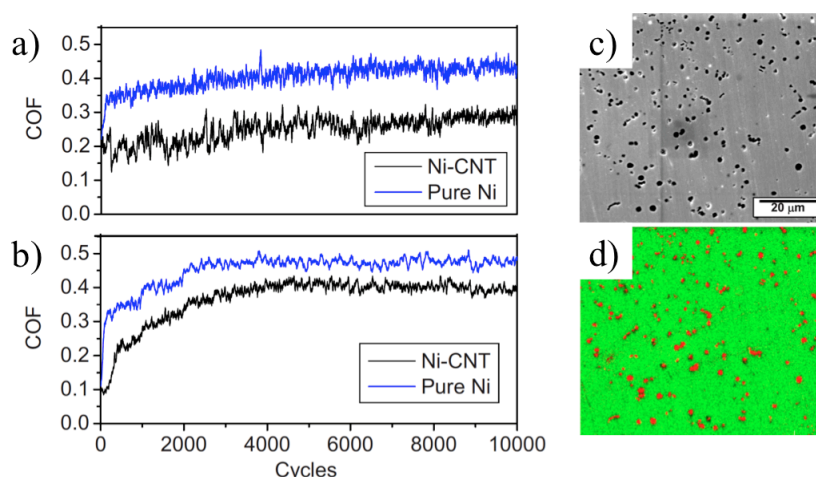 a)
0.5
0.4
0.3
0.2
0.1
0.0
COF
Ni-CNT
Pure Ni
b)
0.5
0.4
0.3
0.2
0.1
0.0
COF
Ni-CNT
Pure Ni
0 2000 4000 6000 8000 10000
Cycles
c)
20 μm
d)